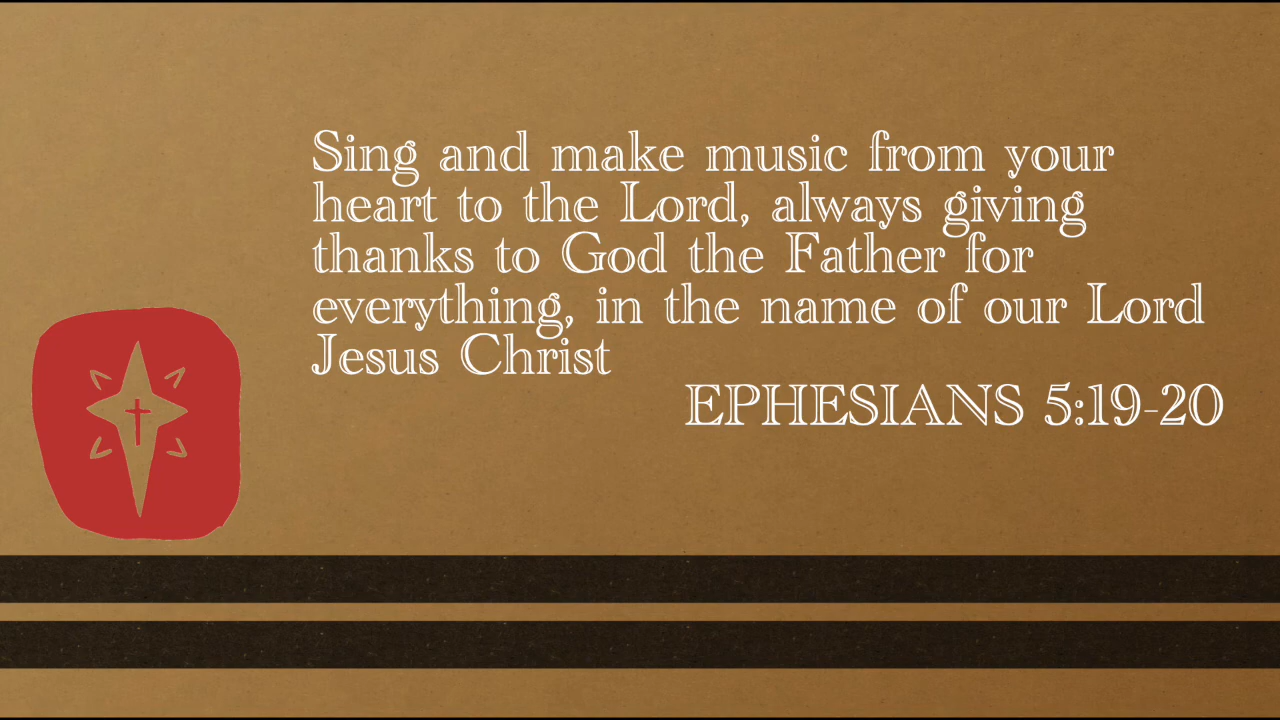 Sing and make music from your
heart to the Lord, always giving
thanks to God the Father for
everything, in the name of our Lord
Jesus Christ
EPHESIANS 5:19-20